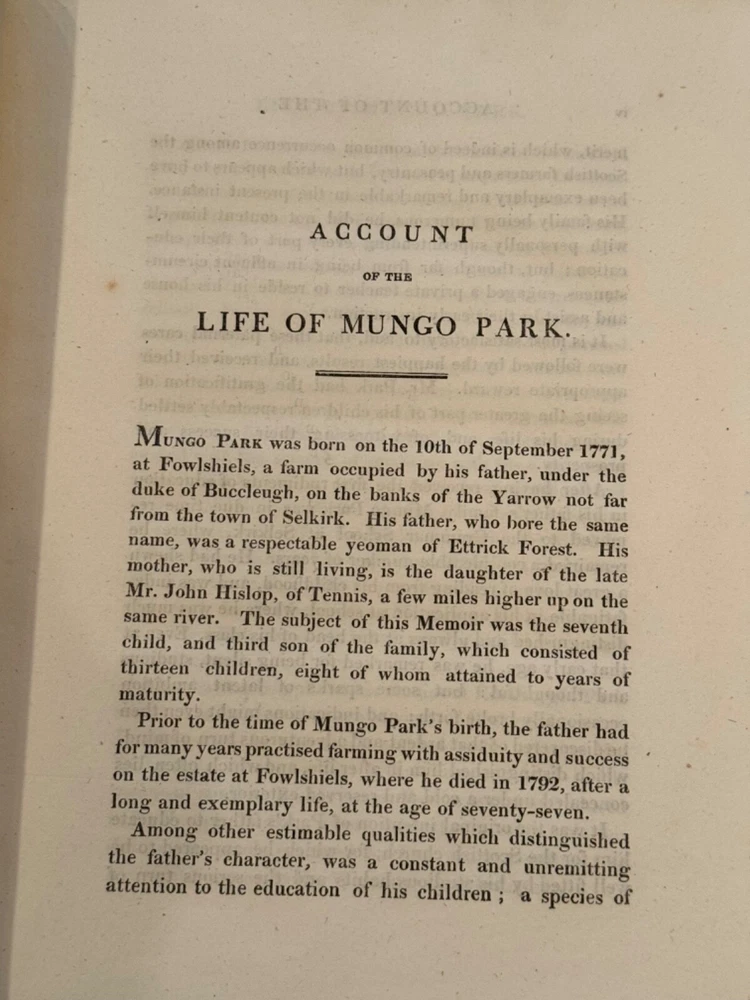 ACCOUNT
OF THE
LIFE OF MUNGO PARK.
MUNGO PARK was born on the 10th of September 1771,
at Fowlshiels, a farm occupied by his father, under the
duke of Buccleugh, on the banks of the Yarrow not far
from the town of Selkirk. His father, who bore the same
name, was a respectable yeoman of Ettrick Forest. His
mother, who is still living, is the daughter of the late
Mr. John Hislop, of Tennis, a few miles higher up on the
same river. The subject of this Memoir was the seventh
child, and third son of the family, which consisted of
thirteen children, eight of whom attained to years of
maturity.
Prior to the time of Mungo Park's birth, the father had
for many years practised farming with assiduity and success
on the estate at Fowlshiels, where he died in 1792, after a
long and exemplary life, at the age of seventy-seven.
Among other estimable qualities which distinguished
the father's character, was a constant and unremitting
attention to the education of his children ; a species of